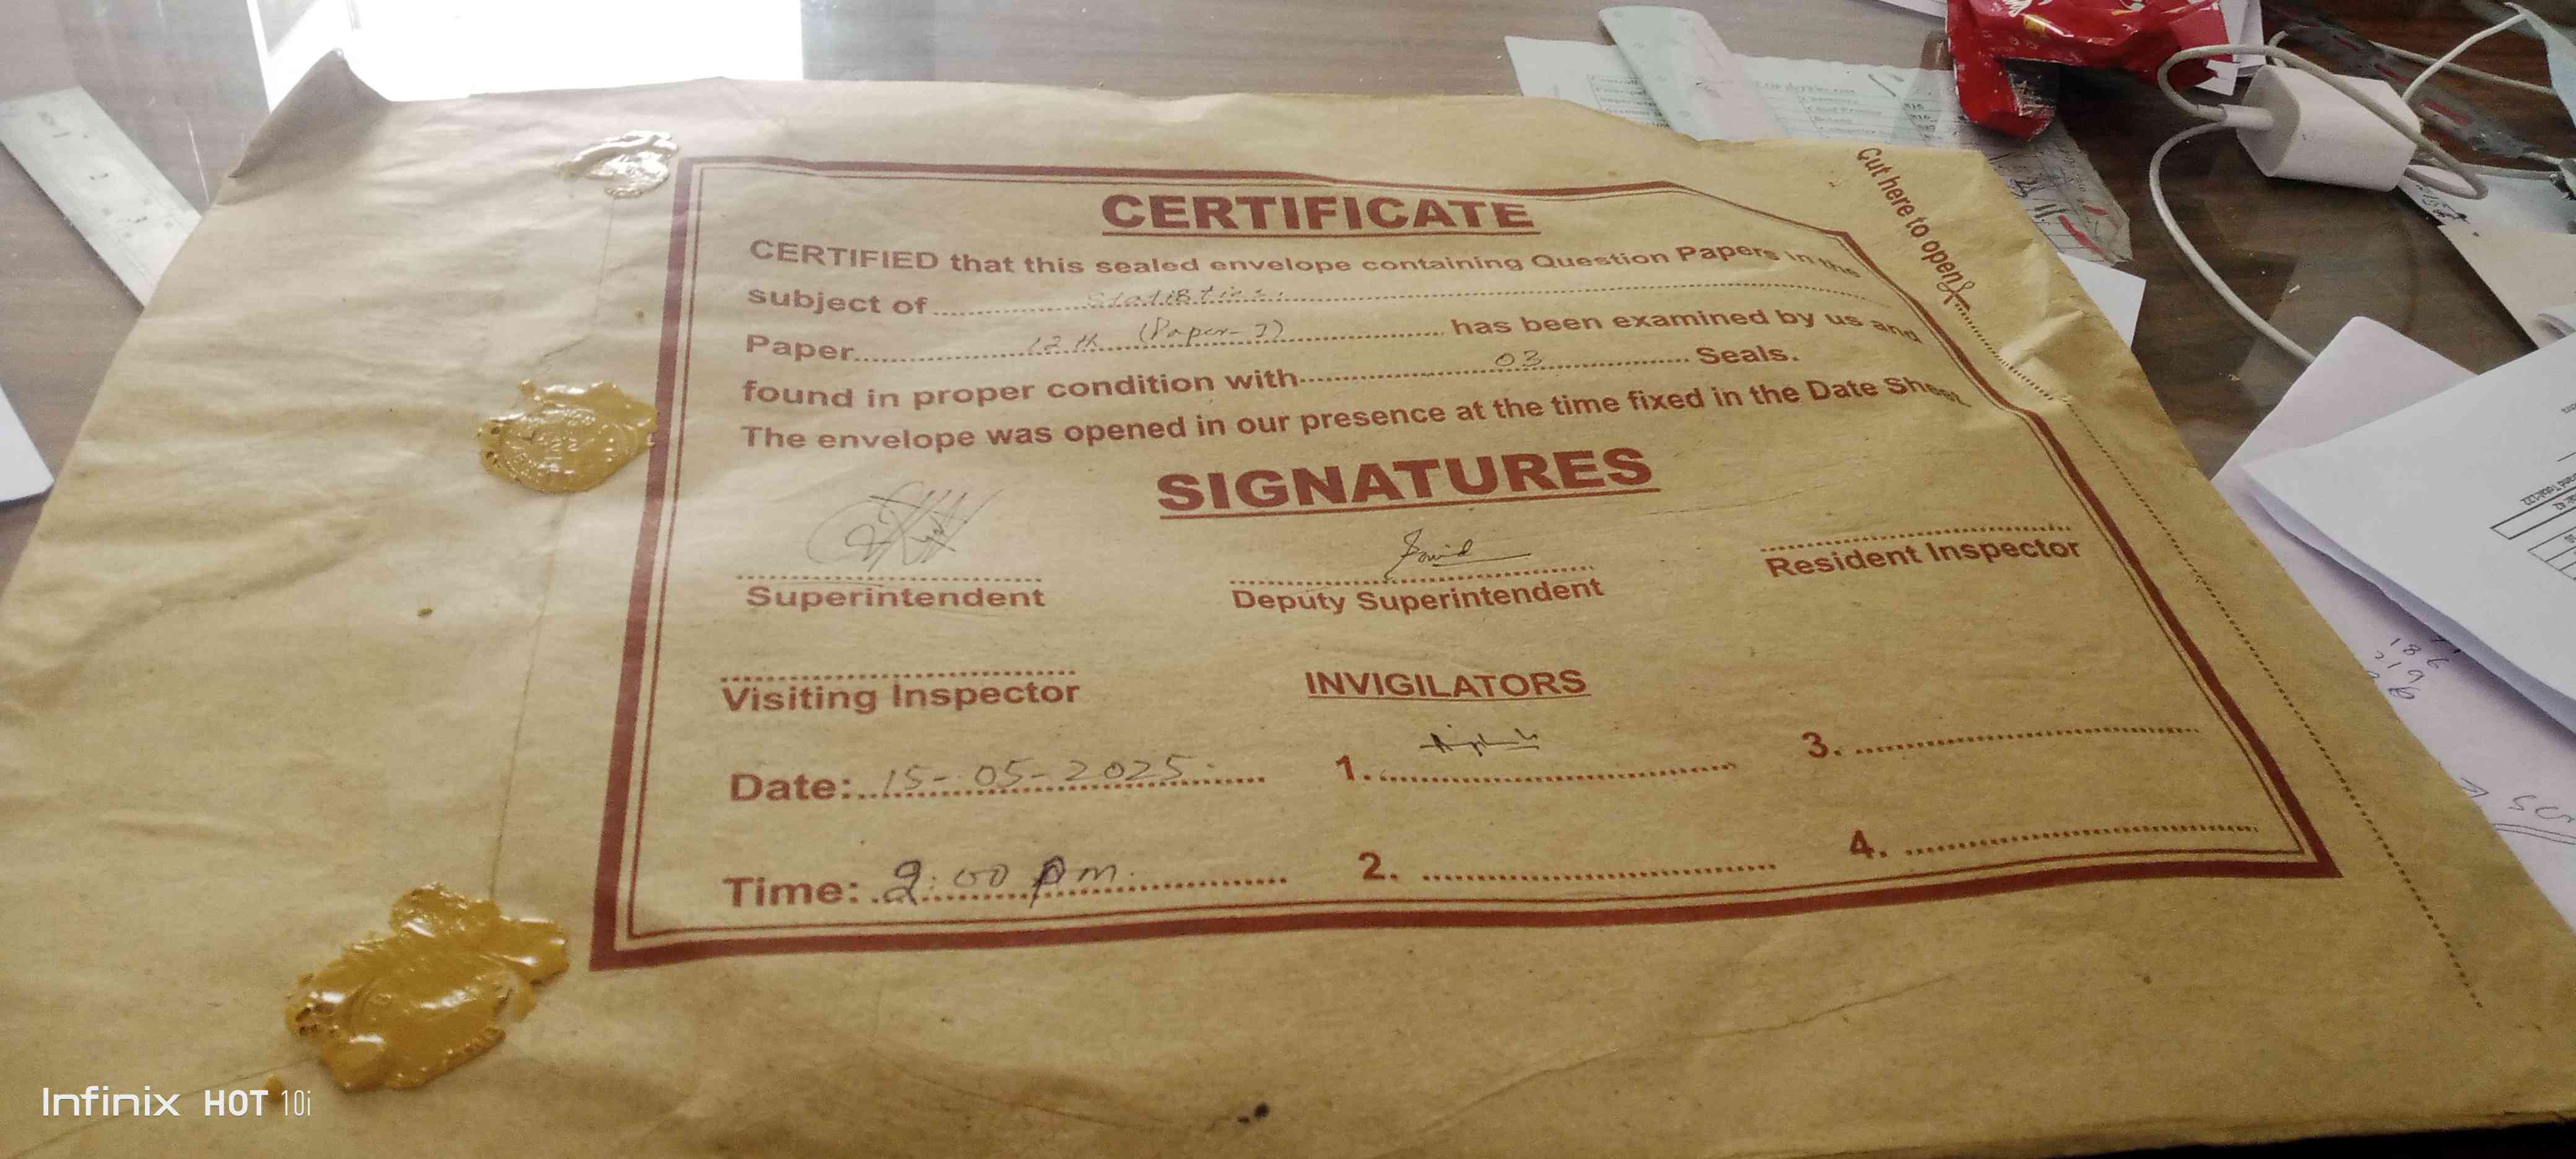 Cut here to open
CERTIFICATE
CERTIFIED that this sealed envelope containing Question Papers in the
subject of Statistics.
Paper 12th (Paper-I) has been examined by us and
found in proper condition with 03 Seals.
The envelope was opened in our presence at the time fixed in the Date Sheet
SIGNATURES
Superintendent
Deputy Superintendent
Resident Inspector
Visiting Inspector
INVIGILATORS
Date: 15-05-2025
1.
3.
Time: 2:00 pm.
2.
4.
186
219
Infinix HOT 10i